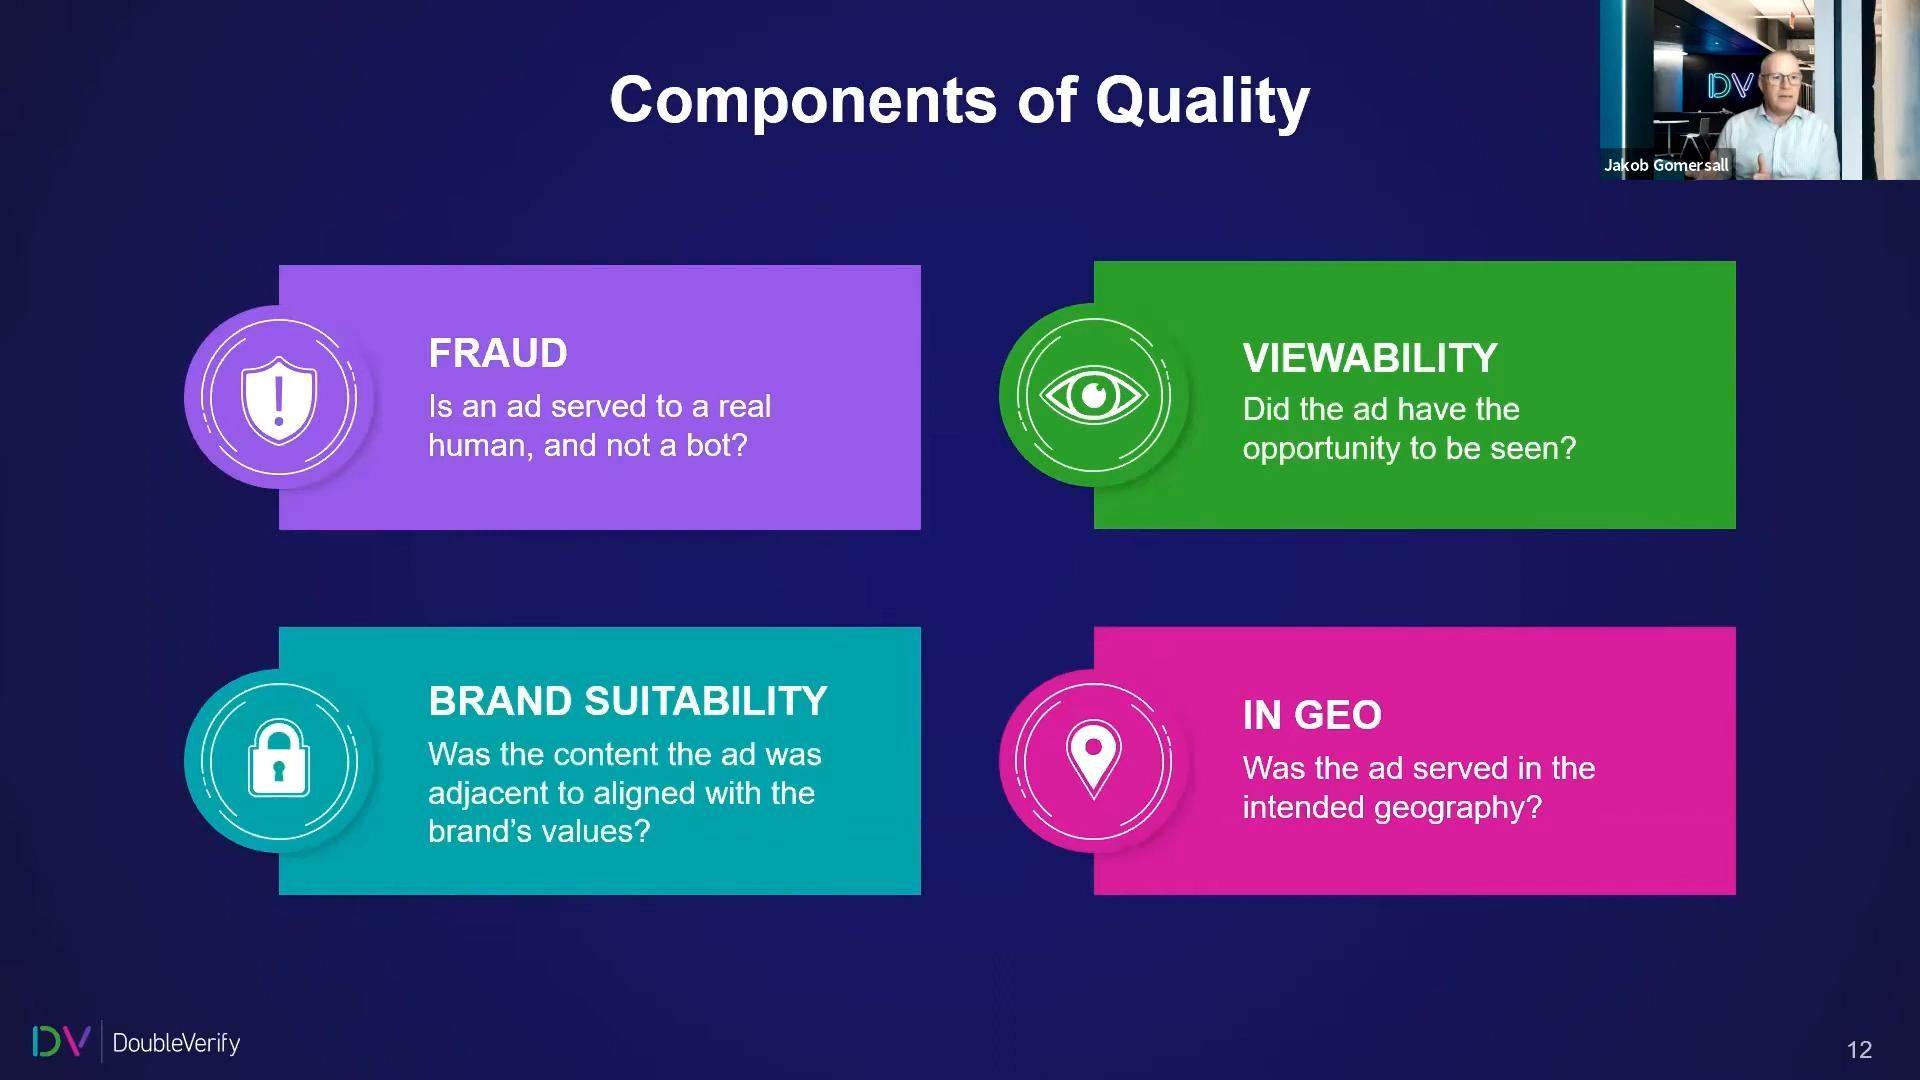 Components of Quality
DV
Jakob Gomersall
FRAUD
Is an ad served to a real
human, and not a bot?
VIEWABILITY
Did the ad have the
opportunity to be seen?
BRAND SUITABILITY
Was the content the ad was
adjacent to aligned with the
brand’s values?
IN GEO
Was the ad served in the
intended geography?
DV DoubleVerify
12